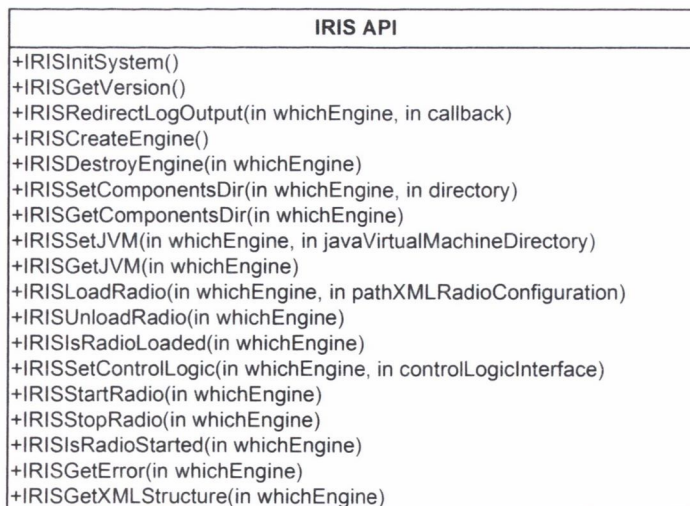 IRIS API
+IRISInitSystem()
+IRISGetVersion()
+IRISRedirectLogOutput(in whichEngine, in callback)
+IRISCreateEngine()
+IRISDestroyEngine(in whichEngine)
+IRISSetComponentsDir(in whichEngine, in directory)
+IRISGetComponentsDir(in whichEngine)
+IRISSetJVM(in whichEngine, in javaVirtualMachineDirectory)
+IRISGetJVM(in whichEngine)
+IRISLoadRadio(in whichEngine, in pathXMLRadioConfiguration)
+IRISUnloadRadio(in whichEngine)
+IRISIsRadioLoaded(in whichEngine)
+IRISSetControlLogic(in whichEngine, in controlLogicInterface)
+IRISStartRadio(in whichEngine)
+IRISStopRadio(in whichEngine)
+IRISIsRadioStarted(in whichEngine)
+IRISGetError(in whichEngine)
+IRISGetXMLStructure(in whichEngine)